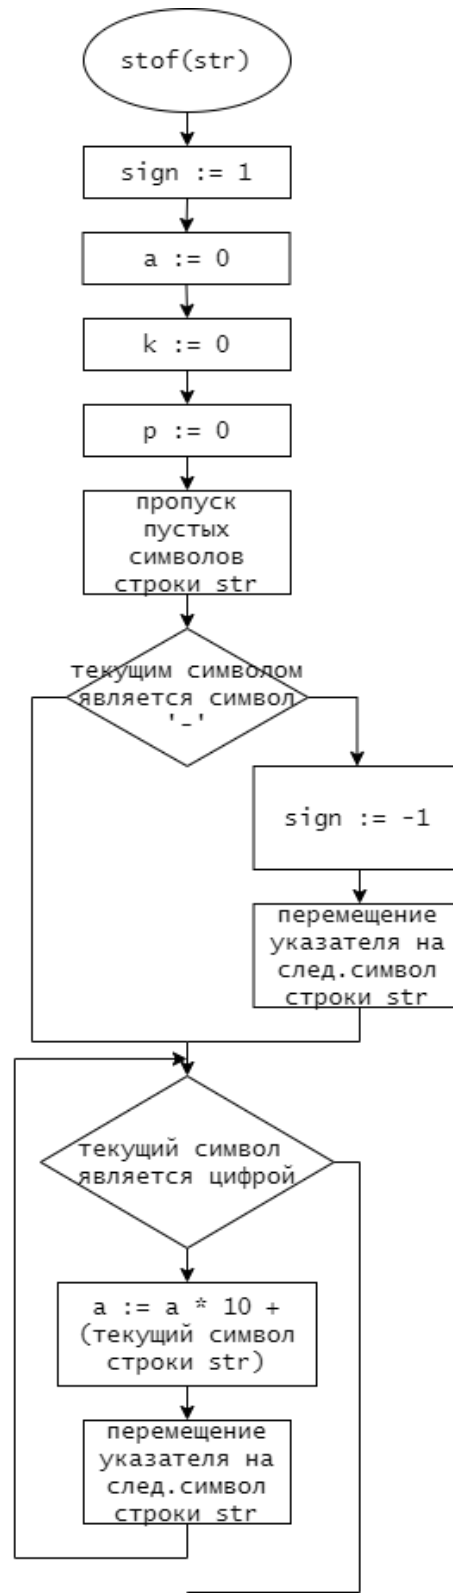 stof(str)
sign := 1
a := 0
k := 0
p := 0
пропуск
пустых
символов
строки str
текущим символом
является символ
'-'
sign := -1
перемещение
указателя на
след.символ
строки str
текущий символ
является цифрой
a := a * 10 +
(текущий символ
строки str)
перемещение
указателя на
след.символ
строки str